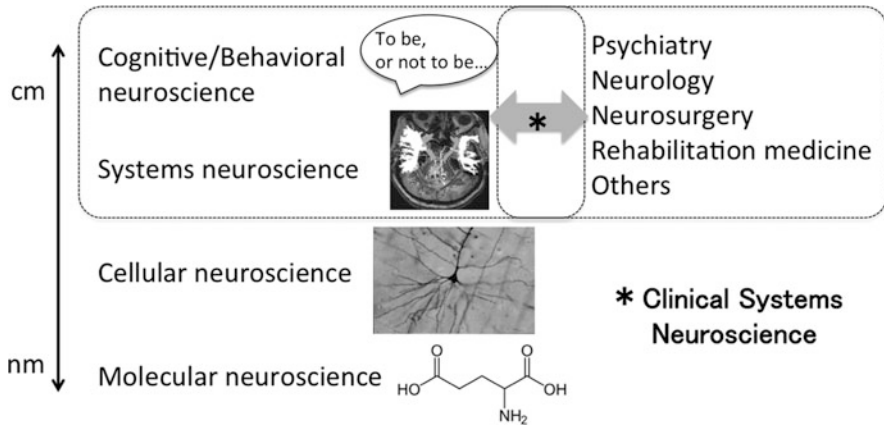 cm
nm
Cognitive/Behavioral
neuroscience
To be,
or not to be...
Systems neuroscience
Cellular neuroscience
Molecular neuroscience
*
Psychiatry
Neurology
Neurosurgery
Rehabilitation medicine
Others
* Clinical Systems
Neuroscience
O
O
HO
OH
NH2